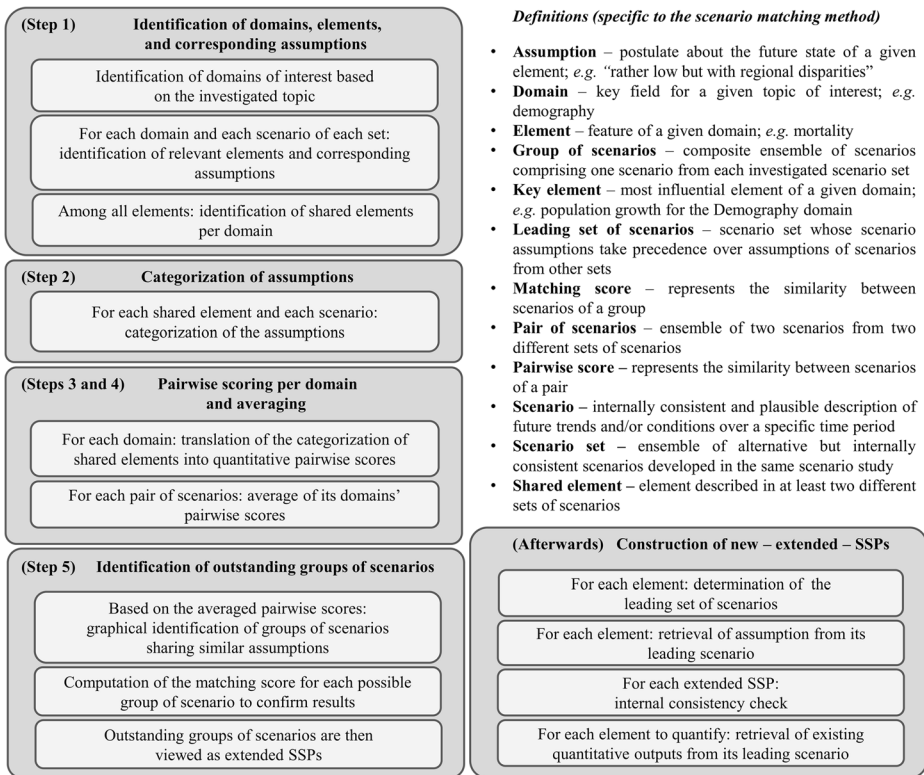 (Step 1) Identification of domains, elements,
and corresponding assumptions
Identification of domains of interest based
on the investigated topic
For each domain and each scenario of each set:
identification of relevant elements and corresponding
assumptions
Among all elements: identification of shared elements
per domain
(Step 2) Categorization of assumptions
For each shared element and each scenario:
categorization of the assumptions
(Steps 3 and 4) Pairwise scoring per domain
and averaging
For each domain: translation of the categorization of
shared elements into quantitative pairwise scores
For each pair of scenarios: average of its domains’
pairwise scores
(Step 5) Identification of outstanding groups of scenarios
Based on the averaged pairwise scores:
graphical identification of groups of scenarios
sharing similar assumptions
Computation of the matching score for each possible
group of scenario to confirm results
Outstanding groups of scenarios are then
viewed as extended SSPs
Definitions (specific to the scenario matching method)
• Assumption – postulate about the future state of a given
element; e.g. “rather low but with regional disparities”
• Domain – key field for a given topic of interest; e.g.
demography
• Element – feature of a given domain; e.g. mortality
• Group of scenarios – composite ensemble of scenarios
comprising one scenario from each investigated scenario set
• Key element – most influential element of a given domain;
e.g. population growth for the Demography domain
• Leading set of scenarios – scenario set whose scenario
assumptions take precedence over assumptions of scenarios
from other sets
• Matching score – represents the similarity between
scenarios of a group
• Pair of scenarios – ensemble of two scenarios from two
different sets of scenarios
• Pairwise score – represents the similarity between scenarios
of a pair
• Scenario – internally consistent and plausible description of
future trends and/or conditions over a specific time period
• Scenario set – ensemble of alternative but internally
consistent scenarios developed in the same scenario study
• Shared element – element described in at least two different
sets of scenarios
(Afterwards) Construction of new – extended – SSPs
For each element: determination of the
leading set of scenarios
For each element: retrieval of assumption from its
leading scenario
For each extended SSP:
internal consistency check
For each element to quantify: retrieval of existing
quantitative outputs from its leading scenario